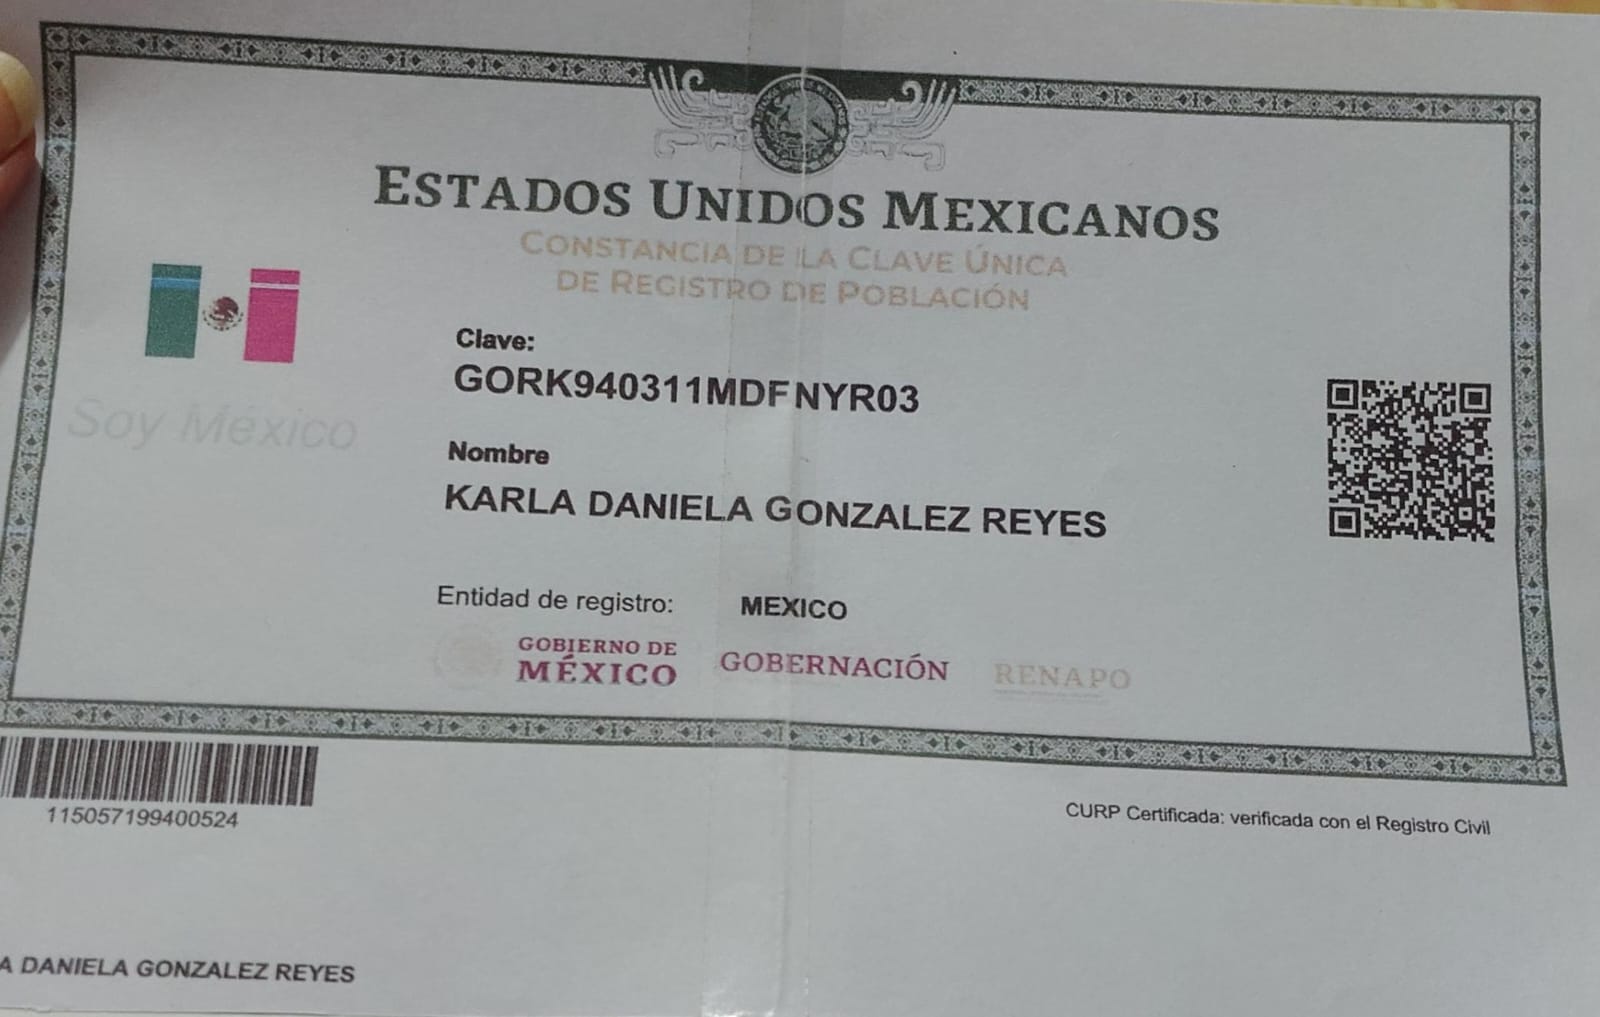 ESTADOS UNIDOS MEXICANOS
CONSTANCIA DE LA CLAVE ÚNICA
DE REGISTRO DE POBLACIÓN
Soy México
Clave:
GORK940311MDFNYR03
Nombre
KARLA DANIELA GONZALEZ REYES
Entidad de registro: MEXICO
GOBIERNO DE
MÉXICO
GOBERNACIÓN
RENAPO
115057199400524
CURP Certificada: verificada con el Registro Civil
A DANIELA GONZALEZ REYES